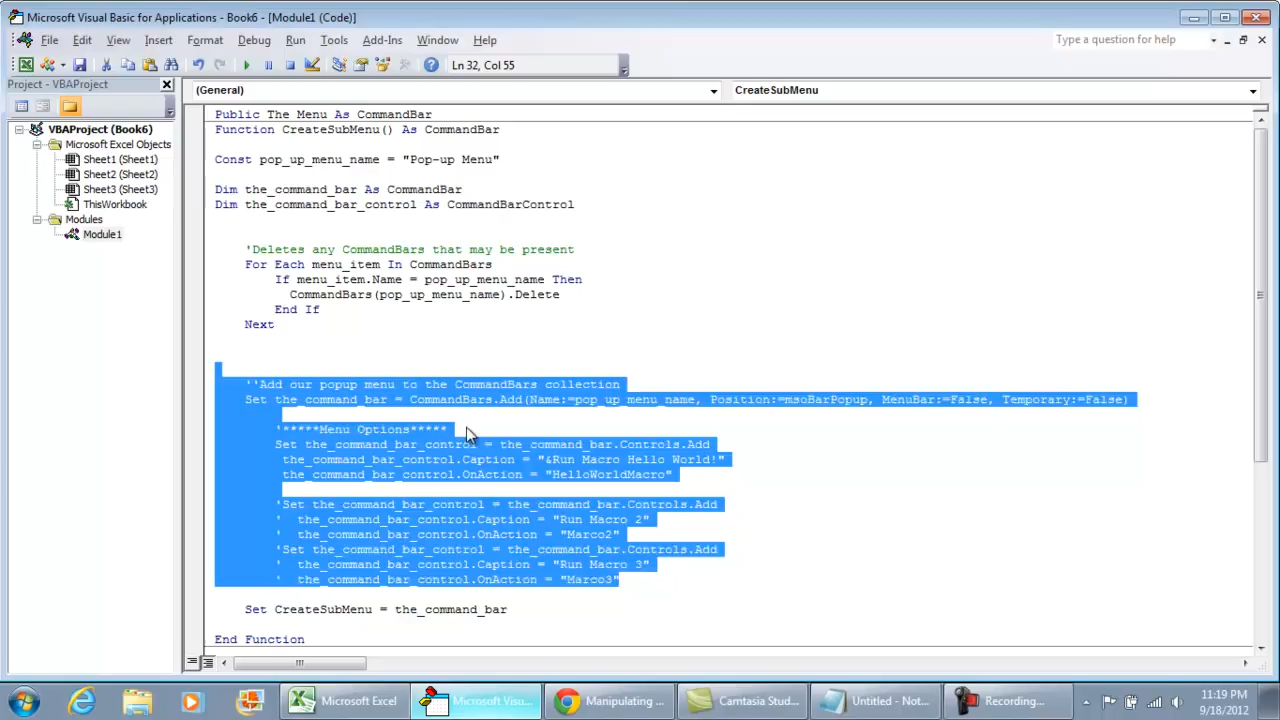 Microsoft Visual Basic for Applications - Book6 - [Module1 (Code)]
File Edit View Insert Format Debug Run Tools Add-Ins Window Help
Type a question for help
Ln 32, Col 55
Project - VBAProject
(General)
CreateSubMenu
VBAProject (Book6)
Microsoft Excel Objects
Sheet1 (Sheet1)
Sheet2 (Sheet2)
Sheet3 (Sheet3)
ThisWorkbook
Modules
Module1
Public The Menu As CommandBar
Function CreateSubMenu() As CommandBar
Const pop_up_menu_name = "Pop-up Menu"
Dim the_command_bar As CommandBar
Dim the_command_bar_control As CommandBarControl
'Deletes any CommandBars that may be present
For Each menu_item In CommandBars
If menu_item.Name = pop_up_menu_name Then
CommandBars(pop_up_menu_name).Delete
End If
Next
''Add our popup menu to the CommandBars collection
Set the_command_bar = CommandBars.Add(Name:=pop_up_menu_name, Position:=msoBarPopup, MenuBar:=False, Temporary:=False)
'*****Menu Options*****
Set the_command_bar_control = the_command_bar.Controls.Add
the_command_bar_control.Caption = "&Run Macro Hello World!"
the_command_bar_control.OnAction = "HelloWorldMacro"
'Set the_command_bar_control = the_command_bar.Controls.Add
' the_command_bar_control.Caption = "Run Macro 2"
' the_command_bar_control.OnAction = "Marco2"
'Set the_command_bar_control = the_command_bar.Controls.Add
' the_command_bar_control.Caption = "Run Macro 3"
' the_command_bar_control.OnAction = "Marco3"
Set CreateSubMenu = the_command_bar
End Function
Microsoft Excel
Microsoft Visu...
Manipulating ...
Camtasia Stud...
Untitled - Not...
Recording...
11:19 PM
9/18/2012